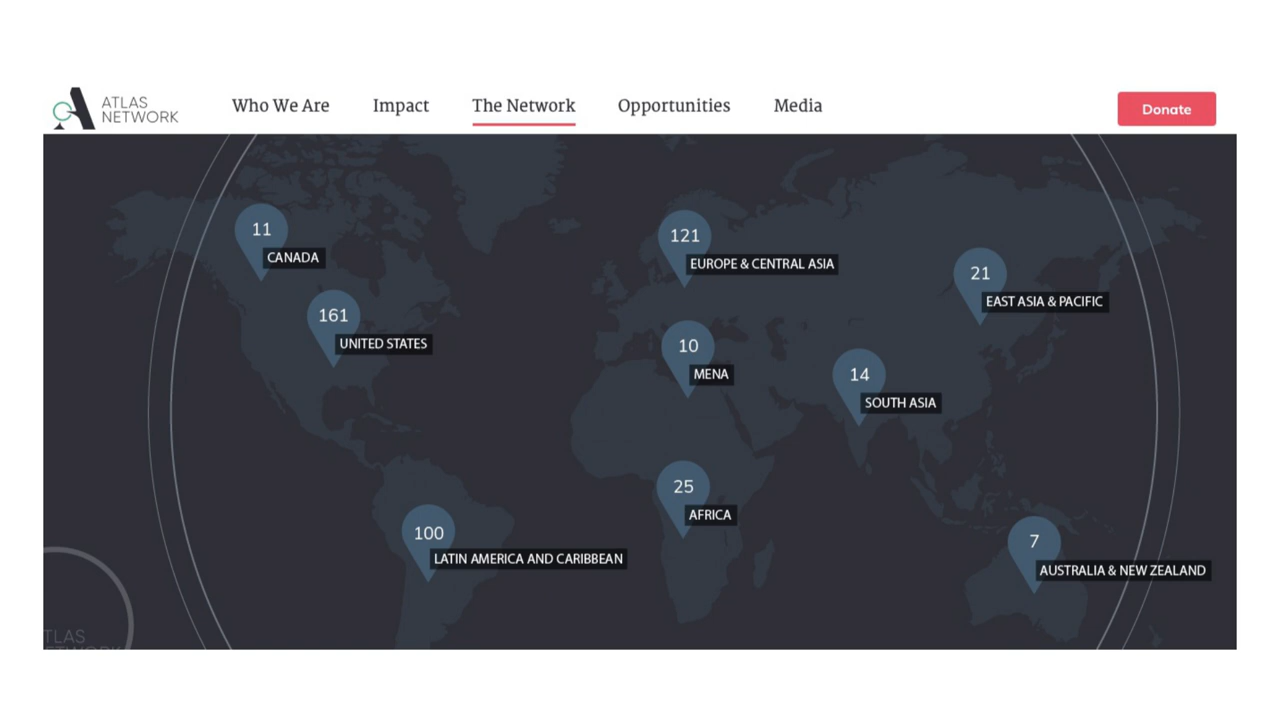 ATLAS
NETWORK
Who We Are
Impact
The Network
Opportunities
Media
Donate
11
CANADA
121
EUROPE & CENTRAL ASIA
21
EAST ASIA & PACIFIC
161
UNITED STATES
10
MENA
14
SOUTH ASIA
25
AFRICA
100
LATIN AMERICA AND CARIBBEAN
7
AUSTRALIA & NEW ZEALAND
TLAS